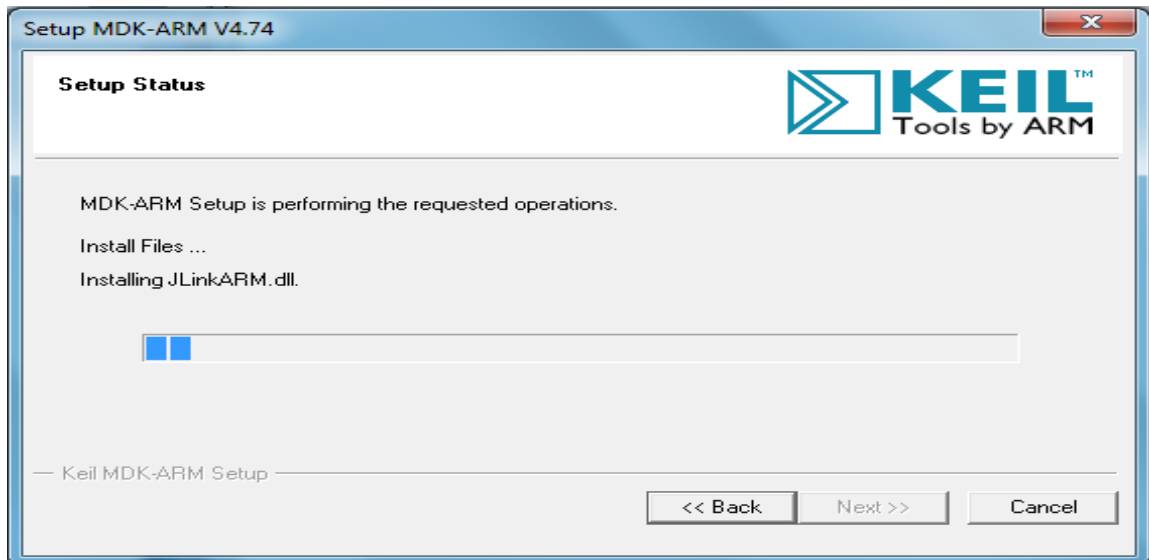 Setup MDK-ARM V4.74
Setup Status
KEIL™
Tools by ARM
MDK-ARM Setup is performing the requested operations.
Install Files ...
Installing JLinkARM.dll.
Keil MDK-ARM Setup
<< Back Next >> Cancel